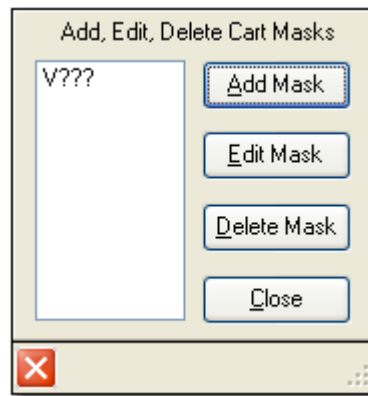 Add, Edit, Delete Cart Masks
V???
Add Mask
Edit Mask
Delete Mask
Close